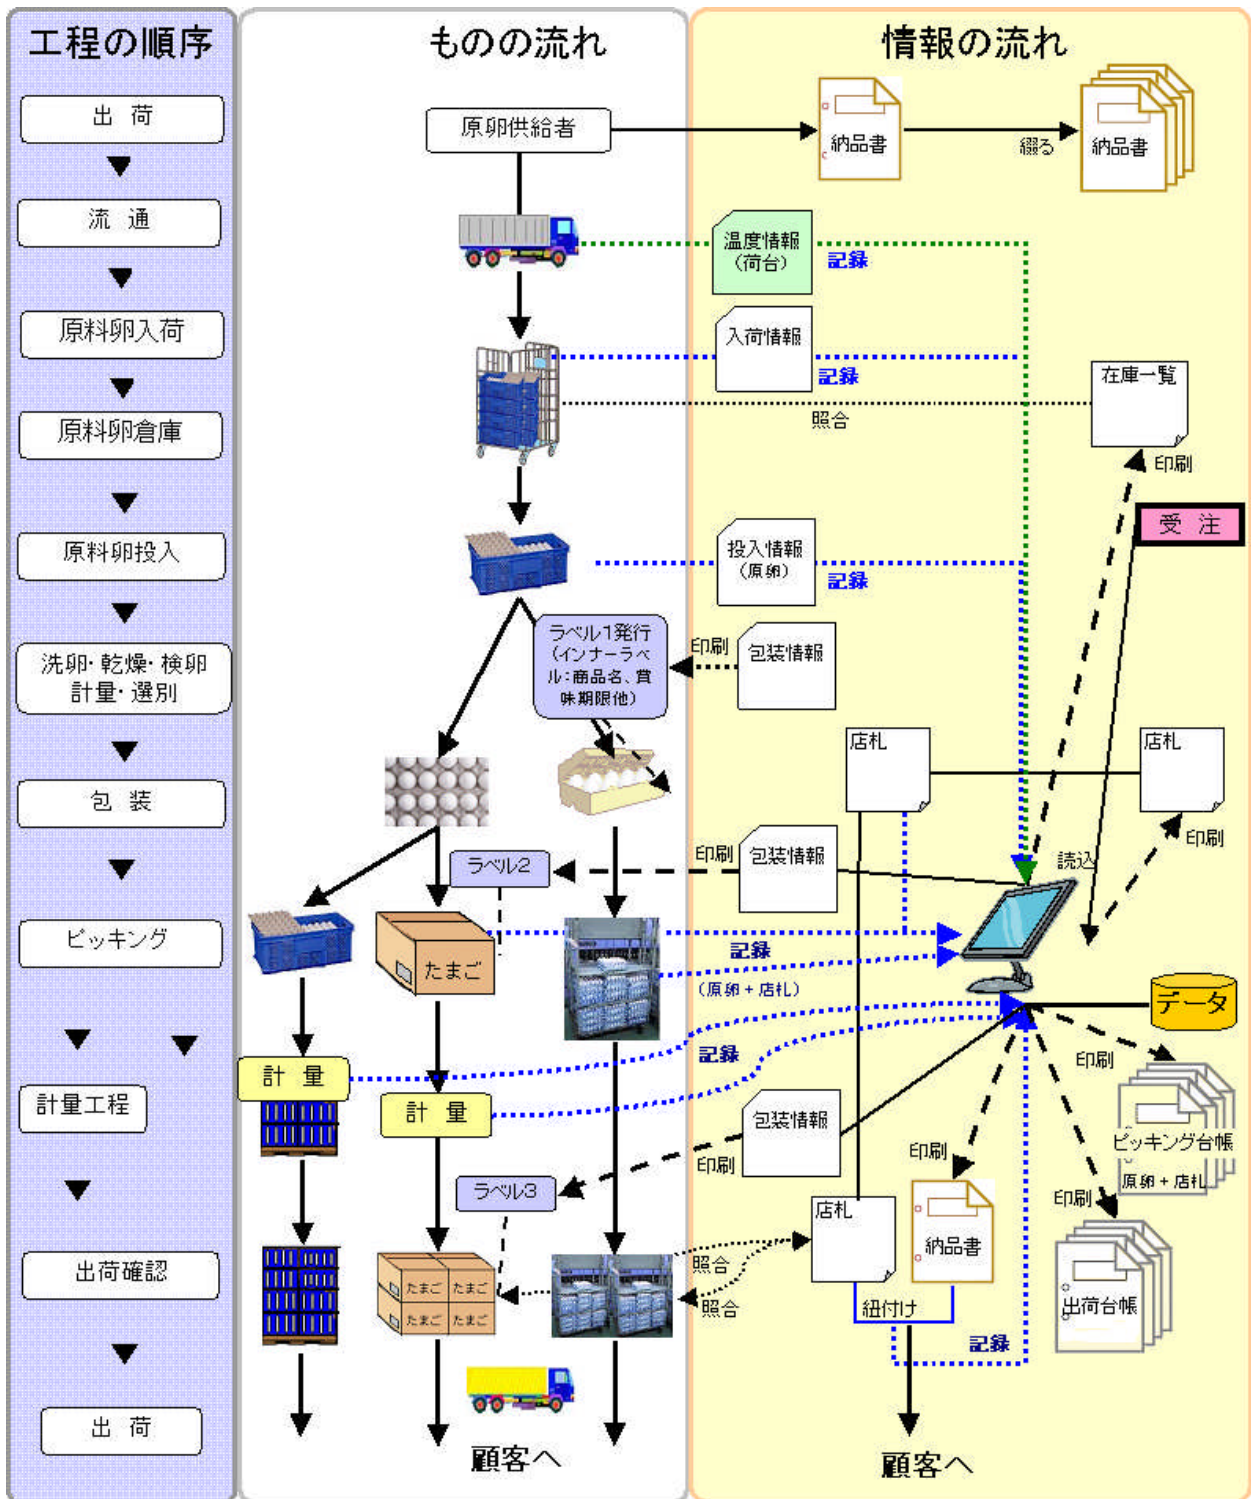 工程の順序
出 荷
流 通
原料卵入荷
原料卵倉庫
原料卵投入
洗卵・乾燥・検卵
計量・選別
包 装
ピッキング
計量工程
出荷確認
出 荷
ものの流れ
原卵供給者
ラベル1発行
(インナーラベ
ル:商品名、賞
味期限他)
ラベル2
たまご
計 量
計 量
ラベル3
たまご
たまご
たまご
たまご
顧客へ
情報の流れ
納品書
綴る
納品書
温度情報
(荷台)
記録
入荷情報
記録
在庫一覧
照合
印刷
受 注
投入情報
(原卵)
記録
印刷
包装情報
店札
店札
印刷
印刷
包装情報
読込
記録
(原卵+店札)
データ
記録
印刷
包装情報
印刷
印刷
ピッキング台帳
原卵+店札
印刷
店札
納品書
出荷台帳
照合
照合
紐付け
記録
顧客へ